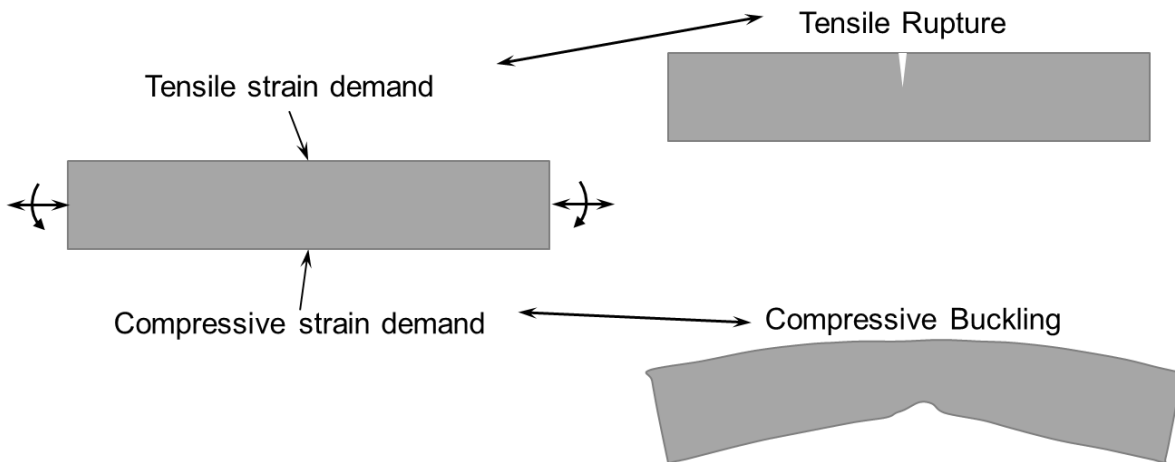 Tensile Rupture
Tensile strain demand
Compressive strain demand
Compressive Buckling